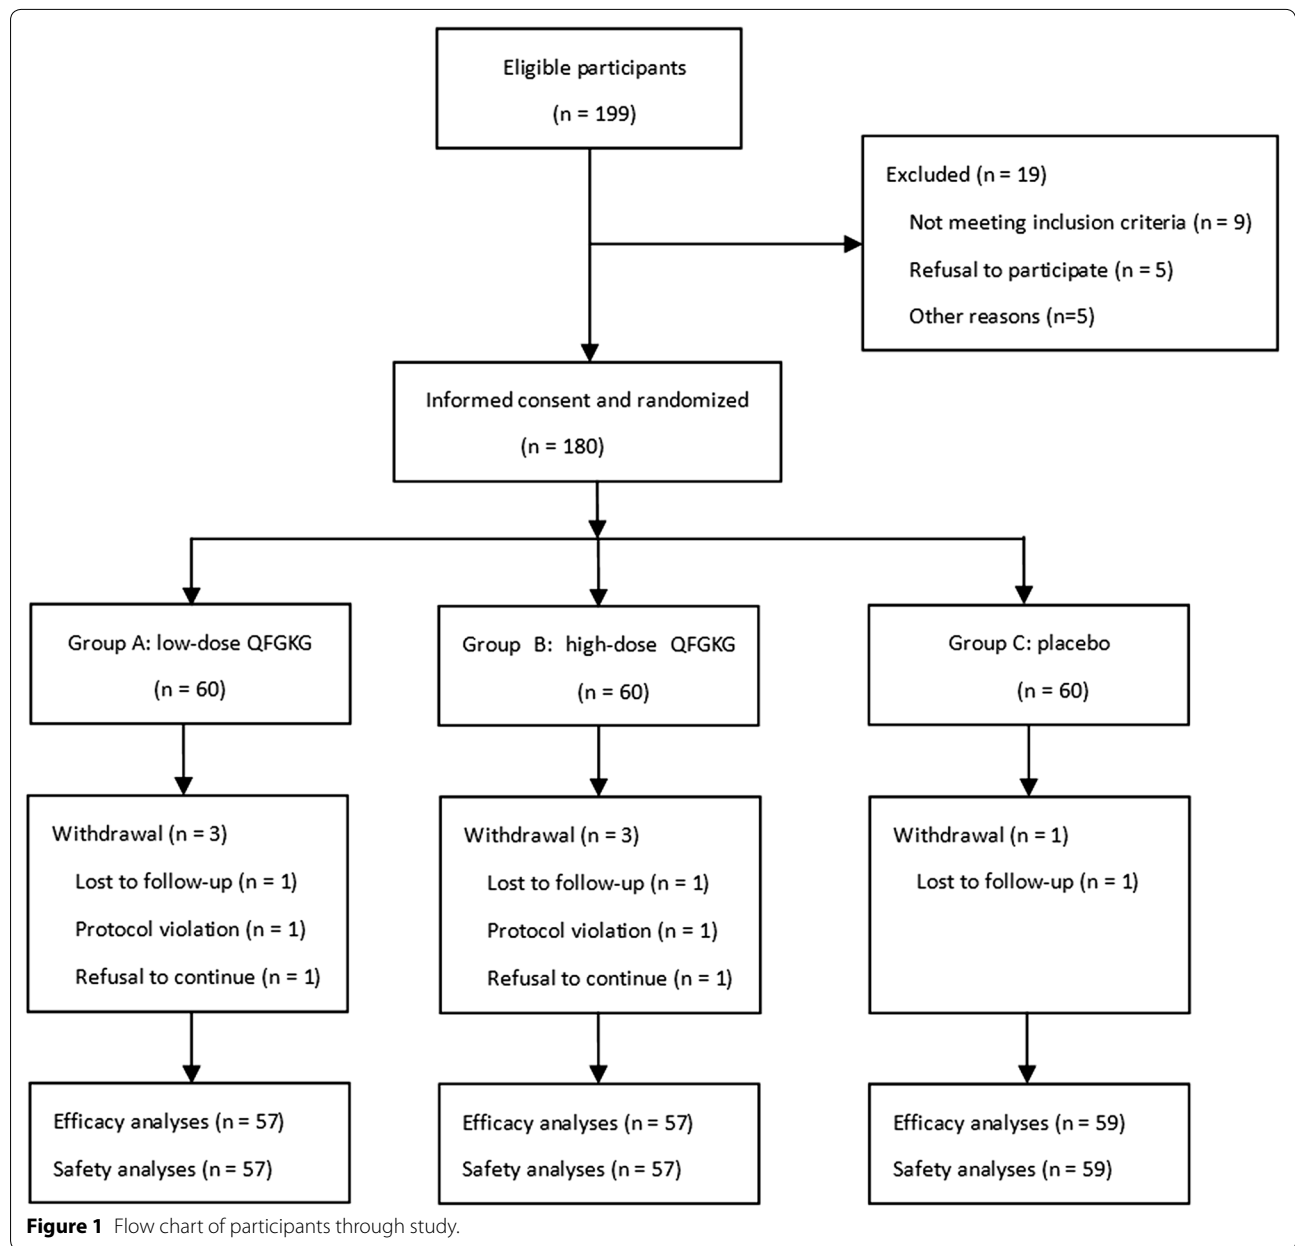 Eligible participants
(n = 199)
Excluded (n = 19)
Not meeting inclusion criteria (n = 9)
Refusal to participate (n = 5)
Other reasons (n=5)
Informed consent and randomized
(n = 180)
Group A: low-dose QFGKG
(n = 60)
Group B: high-dose QFGKG
(n = 60)
Group C: placebo
(n = 60)
Withdrawal (n = 3)
Lost to follow-up (n = 1)
Protocol violation (n = 1)
Refusal to continue (n = 1)
Withdrawal (n = 3)
Lost to follow-up (n = 1)
Protocol violation (n = 1)
Refusal to continue (n = 1)
Withdrawal (n = 1)
Lost to follow-up (n = 1)
Efficacy analyses (n = 57)
Safety analyses (n = 57)
Efficacy analyses (n = 57)
Safety analyses (n = 57)
Efficacy analyses (n = 59)
Safety analyses (n = 59)
Figure 1 Flow chart of participants through study.